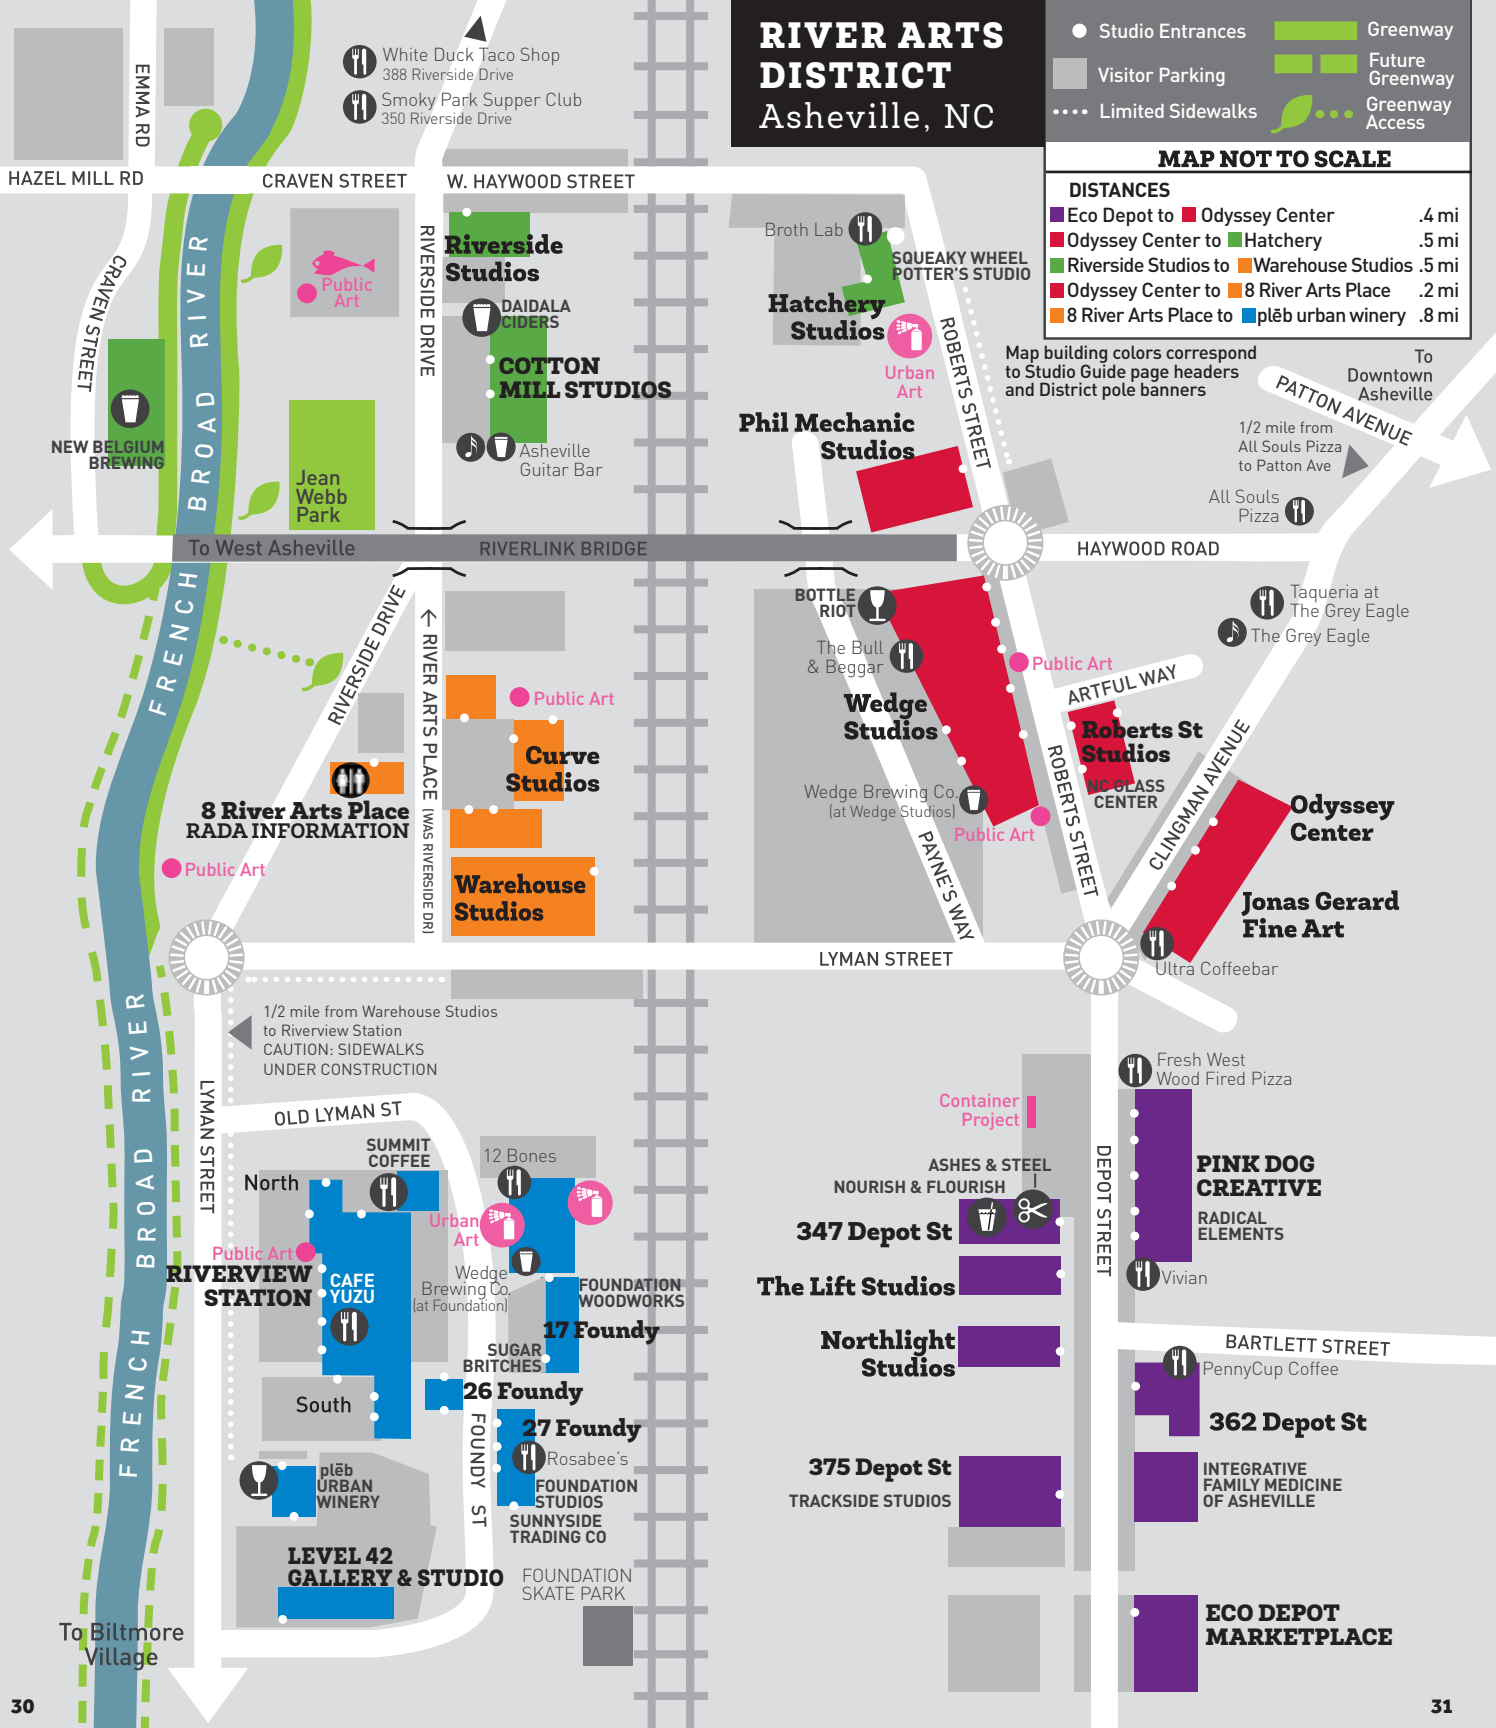 RIVER ARTS
DISTRICT
Asheville, NC
Studio Entrances
Visitor Parking
Limited Sidewalks
Greenway
Future
Greenway
Greenway
Access
MAP NOT TO SCALE
DISTANCES
Eco Depot to Odyssey Center .4 mi
Odyssey Center to Hatchery .5 mi
Riverside Studios to Warehouse Studios .5 mi
Odyssey Center to 8 River Arts Place .2 mi
8 River Arts Place to plēb urban winery .8 mi
Map building colors correspond
to Studio Guide page headers
and District pole banners
White Duck Taco Shop
388 Riverside Drive
Smoky Park Supper Club
350 Riverside Drive
EMMA RD
HAZEL MILL RD
CRAVEN STREET
W. HAYWOOD STREET
CRAVEN STREET
FRENCH BROAD RIVER
RIVERSIDE DRIVE
Public
Art
Riverside
Studios
DAIDALA
CIDERS
COTTON
MILL STUDIOS
Asheville
Guitar Bar
NEW BELGIUM
BREWING
Jean
Webb
Park
Broth Lab
SQUEAKY WHEEL
POTTER'S STUDIO
Hatchery
Studios
Urban
Art
ROBERTS STREET
Phil Mechanic
Studios
To
Downtown
Asheville
PATTON AVENUE
1/2 mile from
All Souls Pizza
to Patton Ave
All Souls
Pizza
To West Asheville
RIVERLINK BRIDGE
HAYWOOD ROAD
Taqueria at
The Grey Eagle
The Grey Eagle
RIVERSIDE DRIVE
RIVER ARTS PLACE (WAS RIVERSIDE DR)
Public Art
Curve
Studios
8 River Arts Place
RADA INFORMATION
Public Art
Warehouse
Studios
BOTTLE
RIOT
The Bull
& Beggar
Wedge
Studios
Public Art
ARTFUL WAY
Roberts St
Studios
NC GLASS
CENTER
Wedge Brewing Co.
(at Wedge Studios)
Public Art
PAYNE'S WAY
ROBERTS STREET
CLINGMAN AVENUE
Odyssey
Center
Jonas Gerard
Fine Art
Ultra Coffeebar
LYMAN STREET
1/2 mile from Warehouse Studios
to Riverview Station
CAUTION: SIDEWALKS
UNDER CONSTRUCTION
FRENCH BROAD RIVER
LYMAN STREET
OLD LYMAN ST
SUMMIT
COFFEE
North
12 Bones
Urban
Art
Public Art
RIVERVIEW
STATION
CAFE
YUZU
Wedge
Brewing Co.
(at Foundation)
FOUNDATION
WOODWORKS
17 Foundy
SUGAR
BRITCHES
26 Foundy
South
27 Foundy
Rosabee's
FOUNDY ST
plēb
URBAN
WINERY
FOUNDATION
STUDIOS
SUNNYSIDE
TRADING CO
LEVEL 42
GALLERY & STUDIO
FOUNDATION
SKATE PARK
To Biltmore
Village
Fresh West
Wood Fired Pizza
Container
Project
ASHES & STEEL
NOURISH & FLOURISH
347 Depot St
DEPOT STREET
PINK DOG
CREATIVE
RADICAL
ELEMENTS
Vivian
The Lift Studios
Northlight
Studios
BARTLETT STREET
PennyCup Coffee
362 Depot St
375 Depot St
TRACKSIDE STUDIOS
INTEGRATIVE
FAMILY MEDICINE
OF ASHEVILLE
ECO DEPOT
MARKETPLACE
30
31